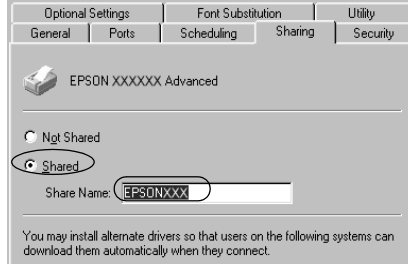 Optional Settings Font Substitution Utility
General Ports Scheduling Sharing Security
EPSON XXXXXX Advanced
Not Shared
Shared
Share Name: EPSONXXX
You may install alternate drivers so that users on the following systems can
download them automatically when they connect.